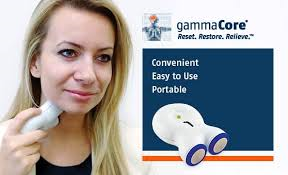 gammaCore®
Reset. Restore. Relieve.™
Convenient
Easy to Use
Portable